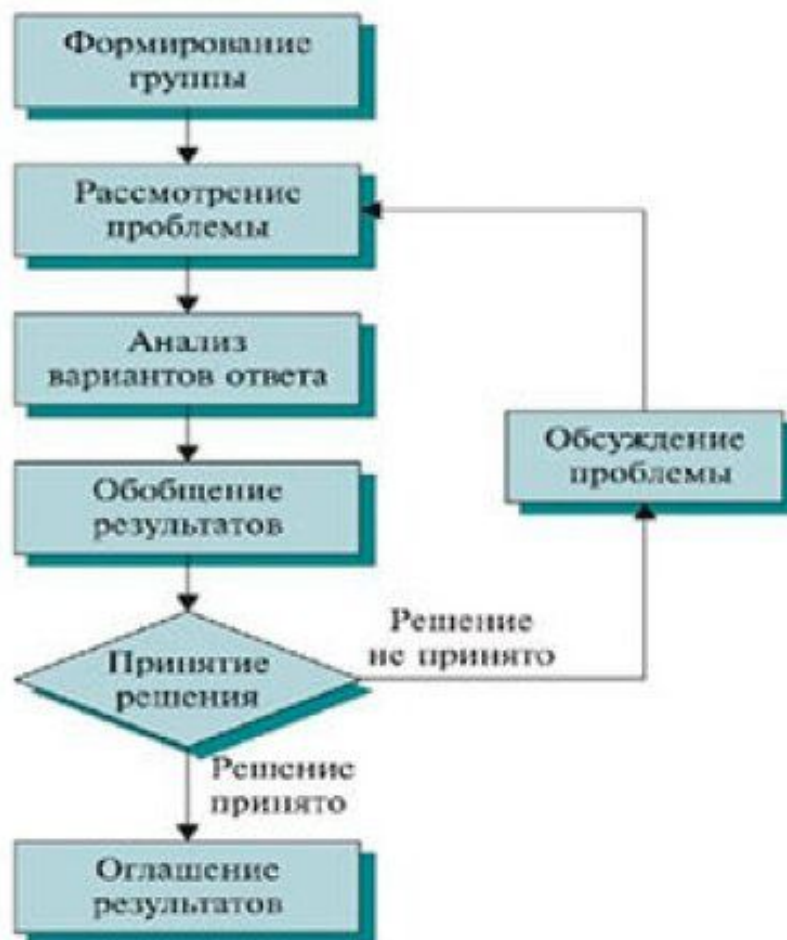 Формирование
группы
Рассмотрение
проблемы
Анализ
вариантов ответа
Обобщение
результатов
Обсуждение
проблемы
Принятие
решения
Решение
не принято
Решение
принято
Оглашение
результатов